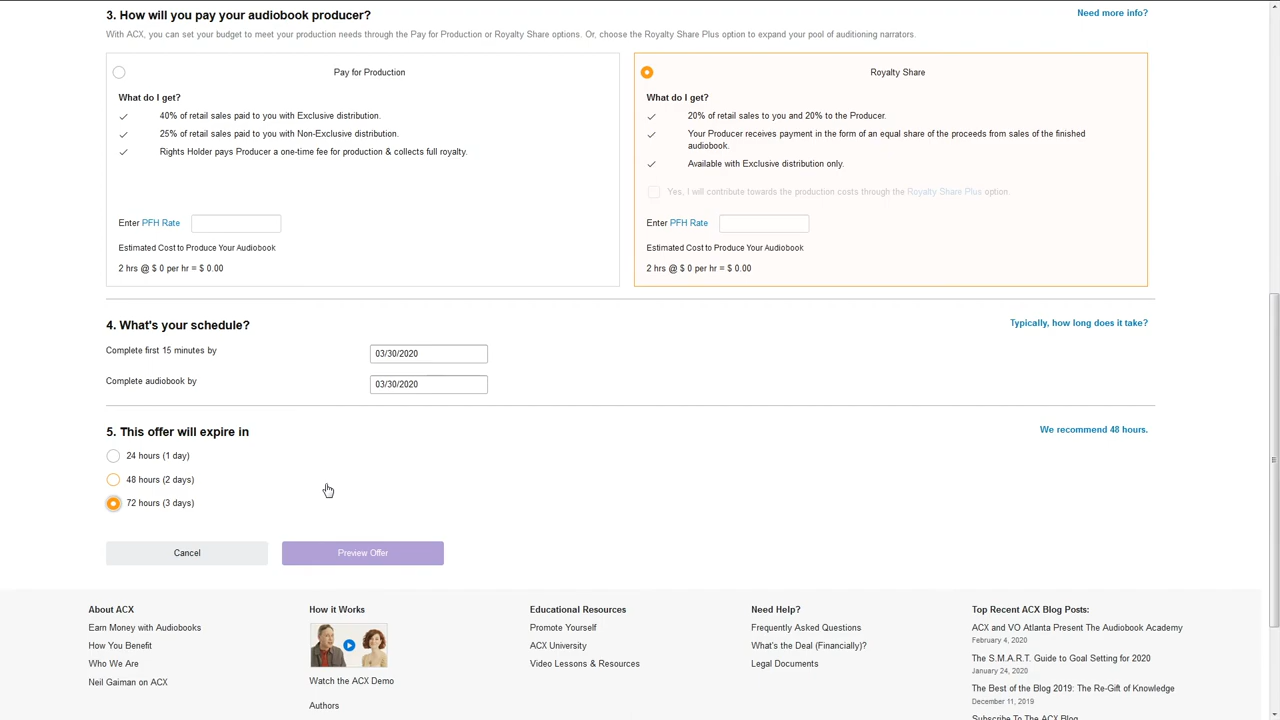 3. How will you pay your audiobook producer?
Need more info?
With ACX, you can set your budget to meet your production needs through the Pay for Production or Royalty Share options. Or, choose the Royalty Share Plus option to expand your pool of auditioning narrators.
Pay for Production
What do I get?
40% of retail sales paid to you with Exclusive distribution.
25% of retail sales paid to you with Non-Exclusive distribution.
Rights Holder pays Producer a one-time fee for production & collects full royalty.
Enter PFH Rate
Estimated Cost to Produce Your Audiobook
2 hrs @ $ 0 per hr = $ 0.00
Royalty Share
What do I get?
20% of retail sales to you and 20% to the Producer.
Your Producer receives payment in the form of an equal share of the proceeds from sales of the finished
audiobook.
Available with Exclusive distribution only.
Yes, I will contribute towards the production costs through the Royalty Share Plus option.
Enter PFH Rate
Estimated Cost to Produce Your Audiobook
2 hrs @ $ 0 per hr = $ 0.00
4. What's your schedule?
Typically, how long does it take?
Complete first 15 minutes by
03/30/2020
Complete audiobook by
03/30/2020
5. This offer will expire in
We recommend 48 hours.
24 hours (1 day)
48 hours (2 days)
72 hours (3 days)
Cancel
Preview Offer
About ACX
Earn Money with Audiobooks
How You Benefit
Who We Are
Neil Gaiman on ACX
How it Works
Watch the ACX Demo
Authors
Educational Resources
Promote Yourself
ACX University
Video Lessons & Resources
Need Help?
Frequently Asked Questions
What's the Deal (Financially)?
Legal Documents
Top Recent ACX Blog Posts:
ACX and VO Atlanta Present The Audiobook Academy
February 4, 2020
The S.M.A.R.T. Guide to Goal Setting for 2020
January 24, 2020
The Best of the Blog 2019: The Re-Gift of Knowledge
December 11, 2019
Subscribe To The ACX Blog